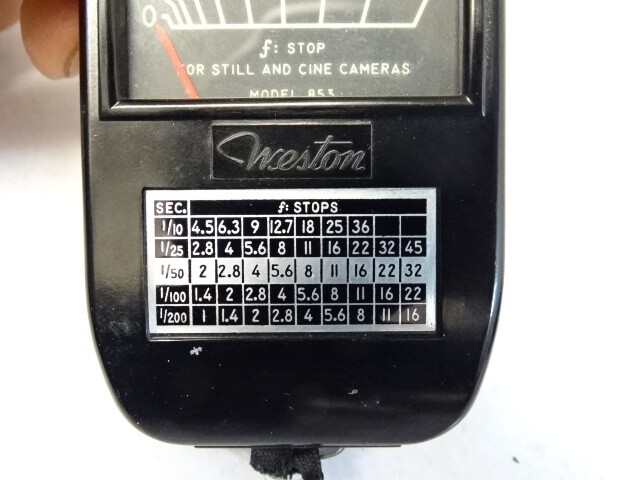 0
f: STOP
FOR STILL AND CINE CAMERAS
MODEL 853
Weston
SEC. f: STOPS
1/10 4.5 6.3 9 12.7 18 25 36
1/25 2.8 4 5.6 8 11 16 22 32 45
1/50 2 2.8 4 5.6 8 11 16 22 32
1/100 1.4 2 2.8 4 5.6 8 11 16 22
1/200 1 1.4 2 2.8 4 5.6 8 11 16